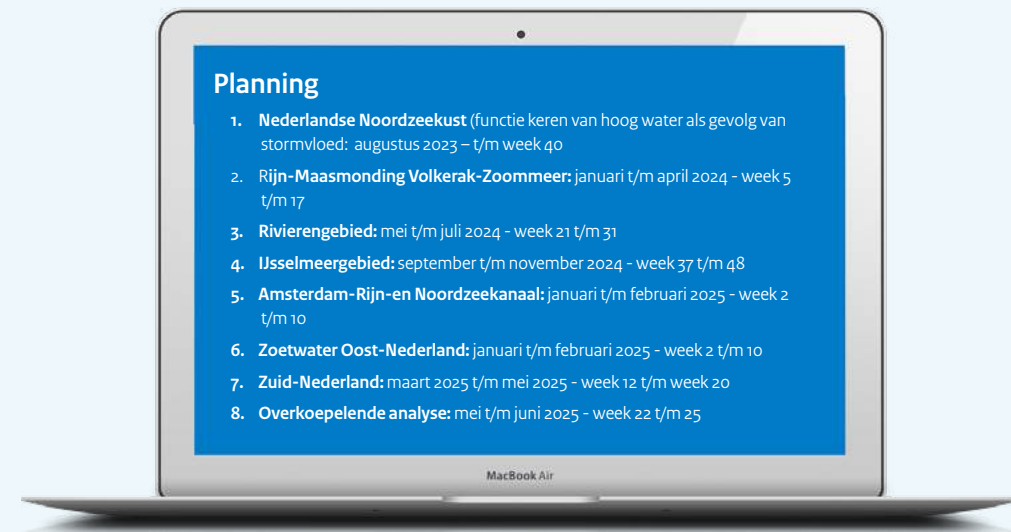 Planning
1. Nederlandse Noordzeekust (functie keren van hoog water als gevolg van
stormvloed: augustus 2023 – t/m week 40
2. Rijn-Maasmonding Volkerak-Zoommeer: januari t/m april 2024 - week 5
t/m 17
3. Rivierengebied: mei t/m juli 2024 - week 21 t/m 31
4. IJsselmeergebied: september t/m november 2024 - week 37 t/m 48
5. Amsterdam-Rijn-en Noordzeekanaal: januari t/m februari 2025 - week 2
t/m 10
6. Zoetwater Oost-Nederland: januari t/m februari 2025 - week 2 t/m 10
7. Zuid-Nederland: maart 2025 t/m mei 2025 - week 12 t/m week 20
8. Overkoepelende analyse: mei t/m juni 2025 - week 22 t/m 25
MacBook Air